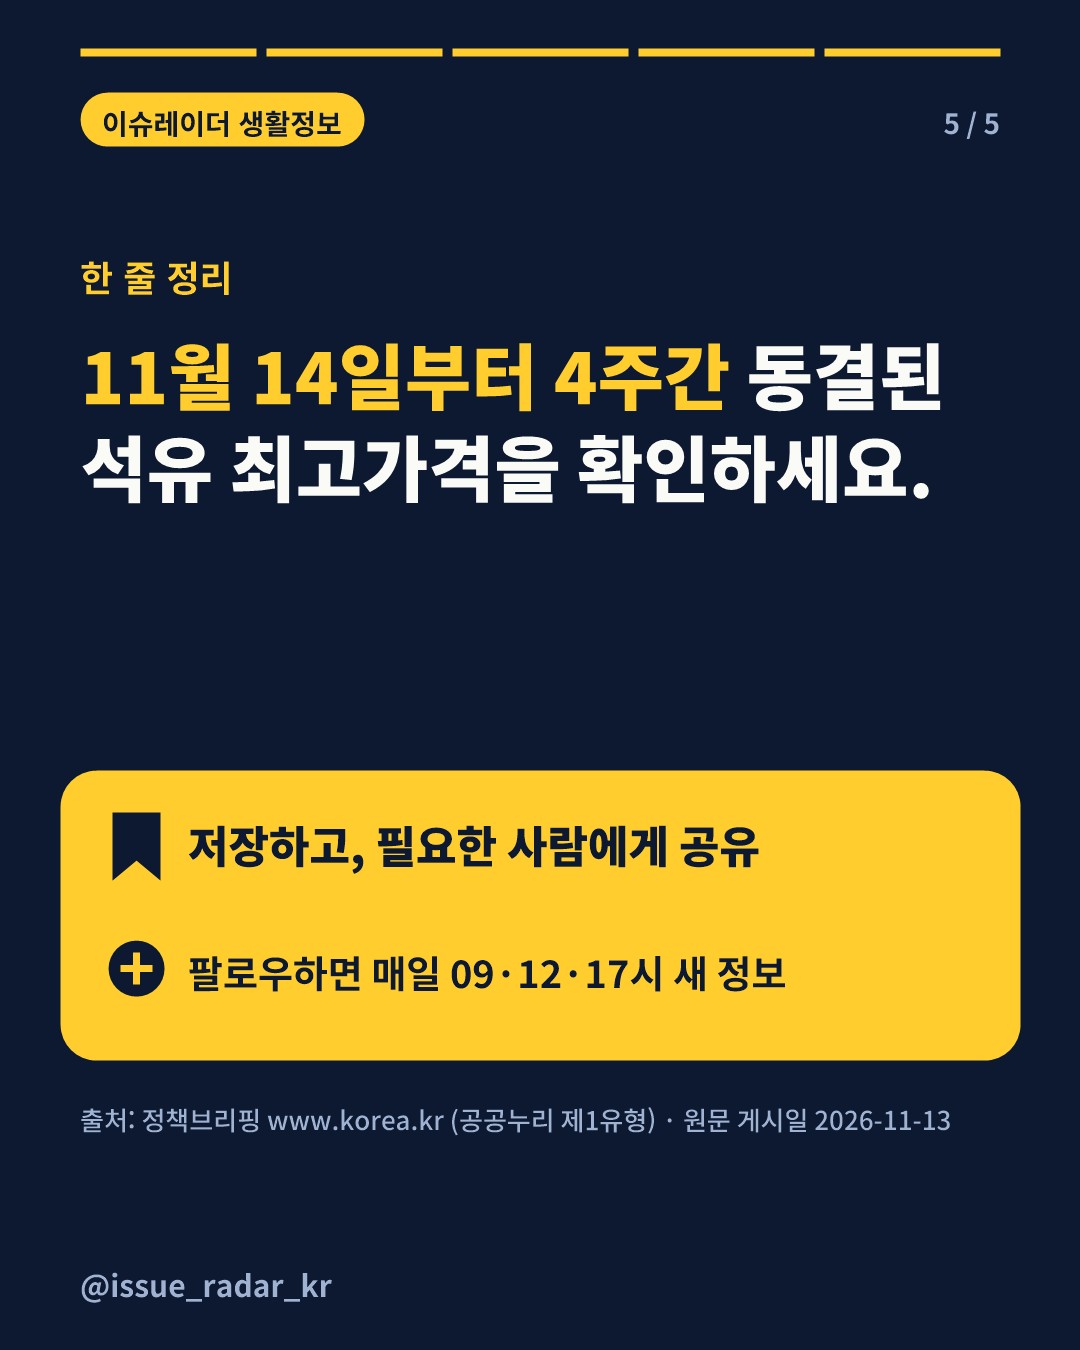 이슈레이더 생활정보
5 / 5
한 줄 정리
11월 14일부터 4주간 동결된
석유 최고가격을 확인하세요.
저장하고, 필요한 사람에게 공유
팔로우하면 매일 09·12·17시 새 정보
출처: 정책브리핑 www.korea.kr (공공누리 제1유형) · 원문 게시일 2026-11-13
@issue_radar_kr